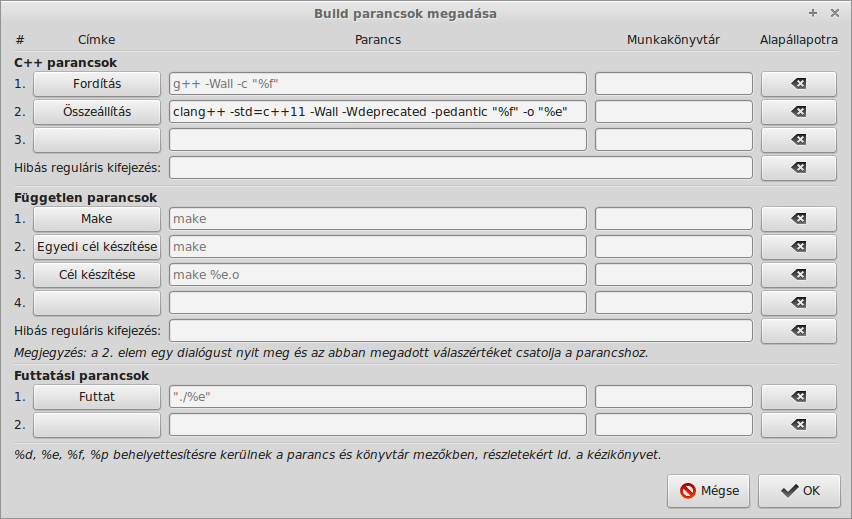 Build parancsok megadása
# Címke Parancs Munkakönyvtár Alapállapotra
C++ parancsok
1. Fordítás g++ -Wall -c "%f"
2. Összeállítás clang++ -std=c++11 -Wall -Wdeprecated -pedantic "%f" -o "%e"
3.
Hibás reguláris kifejezés:
Független parancsok
1. Make make
2. Egyedi cél készítése make
3. Cél készítése make %e.o
4.
Hibás reguláris kifejezés:
Megjegyzés: a 2. elem egy dialógust nyit meg és az abban megadott válaszértéket csatolja a parancshoz.
Futtatási parancsok
1. Futtat "./%e"
2.
%d, %e, %f, %p behelyettesítésre kerülnek a parancs és könyvtár mezőkben, részletekért ld. a kézikönyvet.
Mégse OK